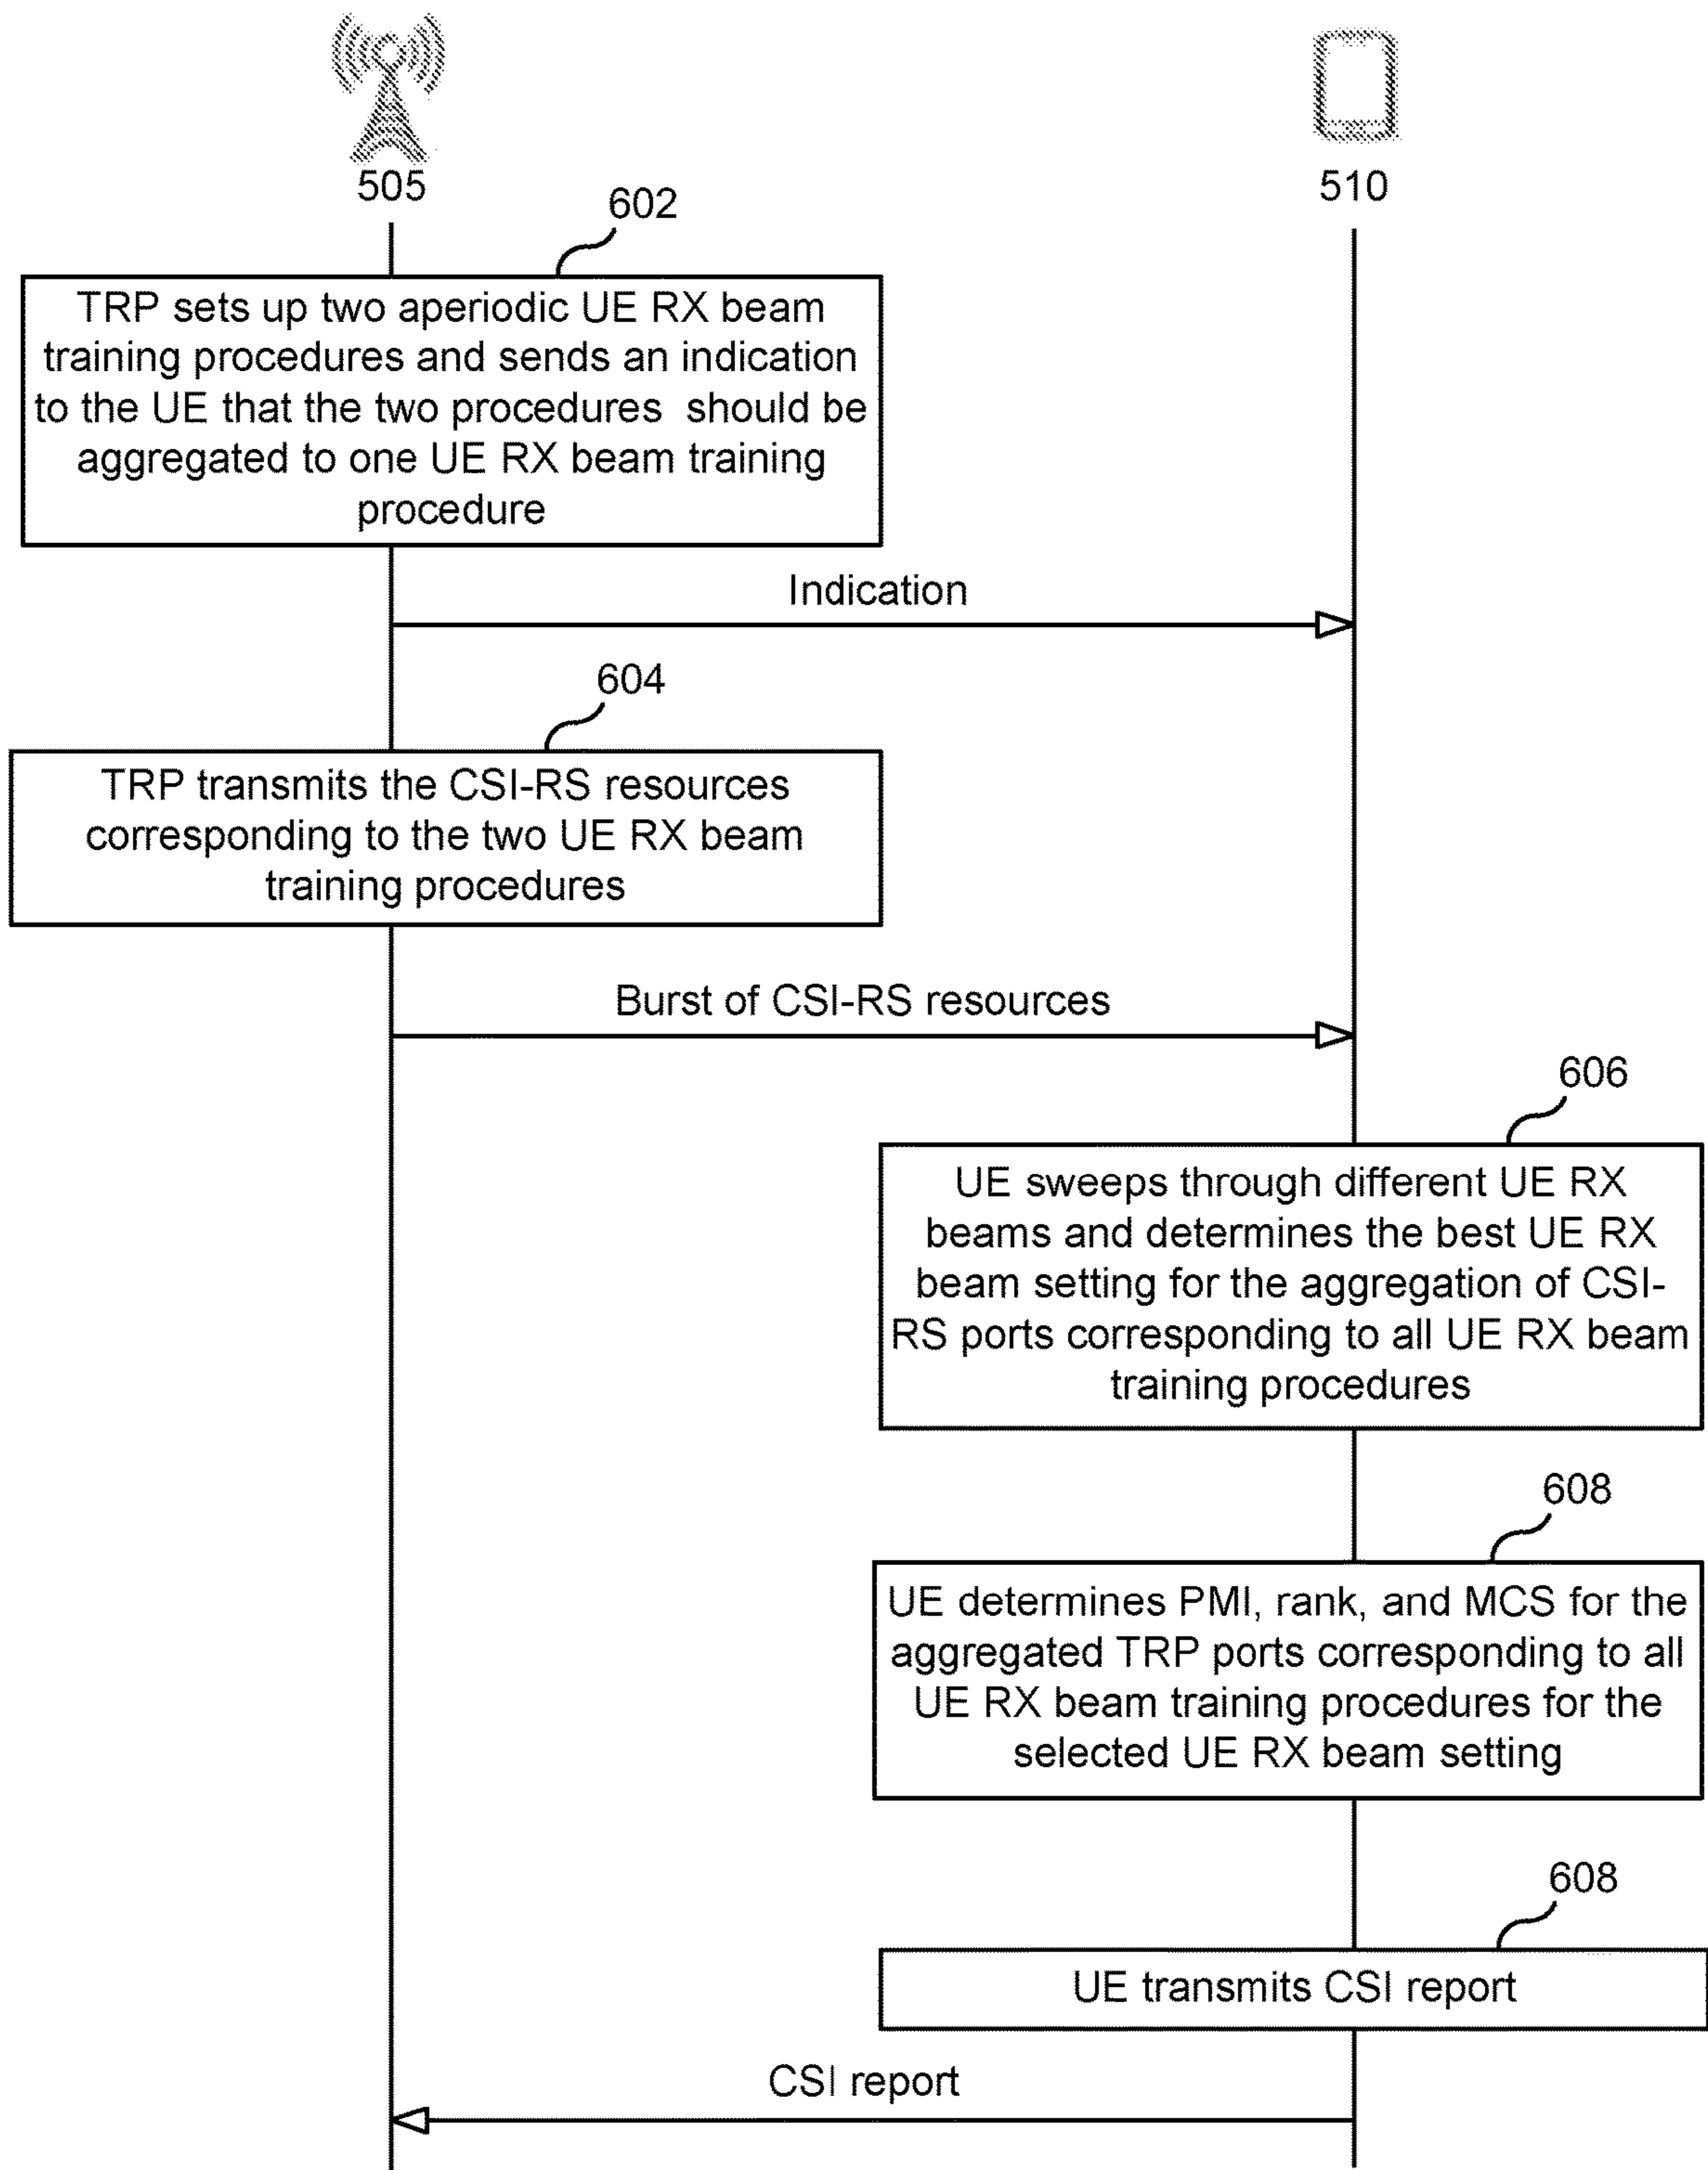 505
510
602
TRP sets up two aperiodic UE RX beam
training procedures and sends an indication
to the UE that the two procedures should be
aggregated to one UE RX beam training
procedure
Indication
604
TRP transmits the CSI-RS resources
corresponding to the two UE RX beam
training procedures
Burst of CSI-RS resources
606
UE sweeps through different UE RX
beams and determines the best UE RX
beam setting for the aggregation of CSI-
RS ports corresponding to all UE RX beam
training procedures
608
UE determines PMI, rank, and MCS for the
aggregated TRP ports corresponding to all
UE RX beam training procedures for the
selected UE RX beam setting
608
UE transmits CSI report
CSI report